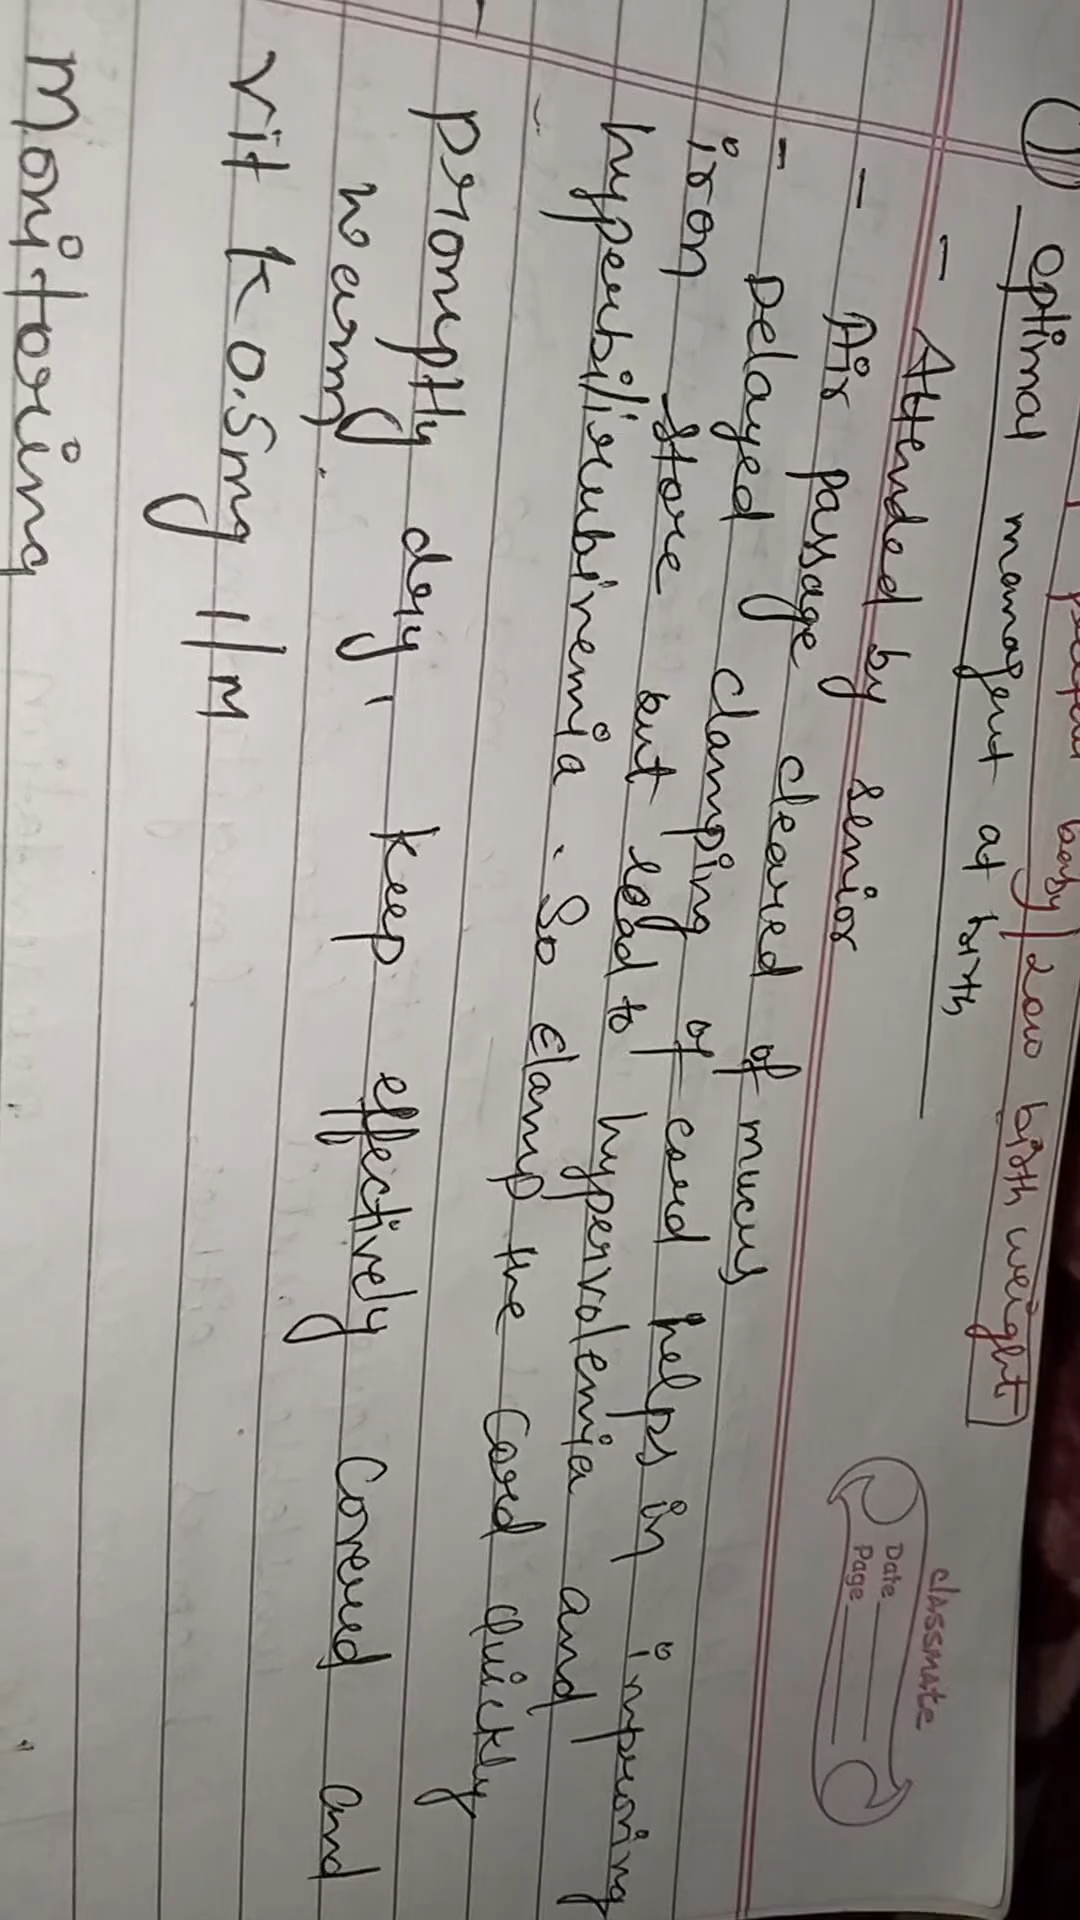 baby / Low birth weight
classmate
Date
Page
① Optimal managent at birth
- Attended by senior
- Air passage cleared of mucus
- Delayed clamping of cord helps in improving
iron store but lead to hypervolemia and
hyperbilirubinemia. So clamp the cord quickly
- Promptly dry, keep effectively covered and
warm.
vit K 0.5mg I/M
Monitoring